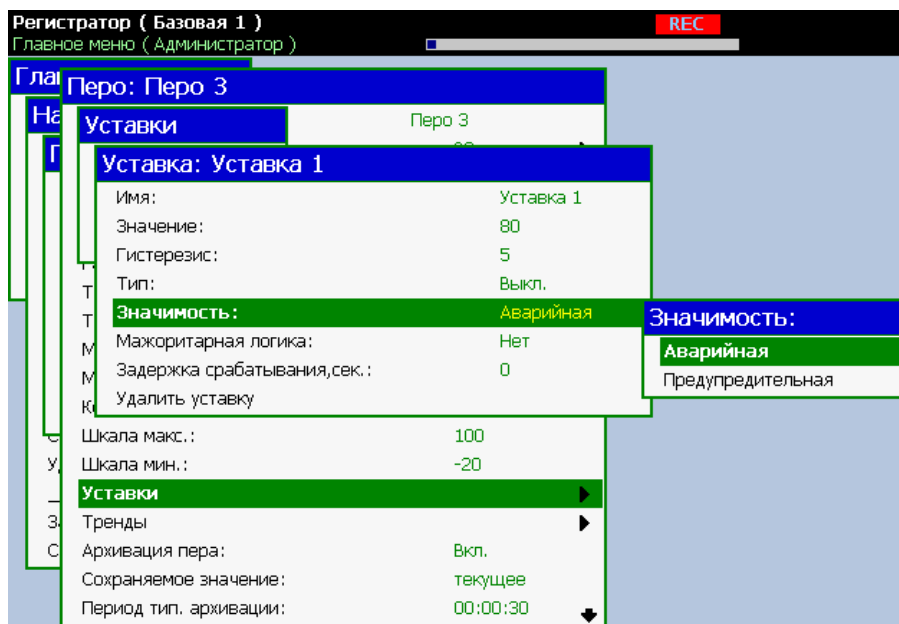 Регистратор ( Базовая 1 )
REC
Главное меню ( Администратор )
Перо: Перо 3
Перо 3
Уставки
Уставка: Уставка 1
Имя: Уставка 1
Значение: 80
Гистерезис: 5
Тип: Выкл.
Значимость: Аварийная
Значимость:
Мажоритарная логика: Нет
Аварийная
Задержка срабатывания,сек.: 0
Предупредительная
Удалить уставку
Шкала макс.: 100
Шкала мин.: -20
Уставки
Тренды
Архивация пера: Вкл.
Сохраняемое значение: текущее
Период тип. архивации: 00:00:30